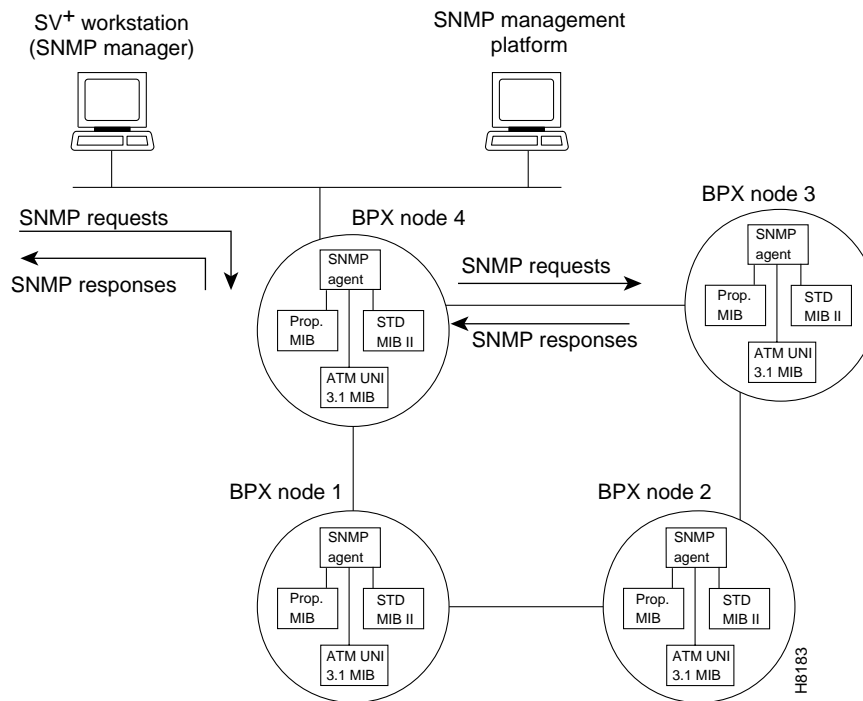 SV+ workstation
(SNMP manager)
SNMP management
platform
SNMP requests
SNMP responses
BPX node 4
SNMP
agent
Prop.
MIB
STD
MIB II
ATM UNI
3.1 MIB
SNMP requests
SNMP responses
BPX node 3
SNMP
agent
Prop.
MIB
STD
MIB II
ATM UNI
3.1 MIB
BPX node 1
SNMP
agent
Prop.
MIB
STD
MIB II
ATM UNI
3.1 MIB
BPX node 2
SNMP
agent
Prop.
MIB
STD
MIB II
ATM UNI
3.1 MIB
H8183